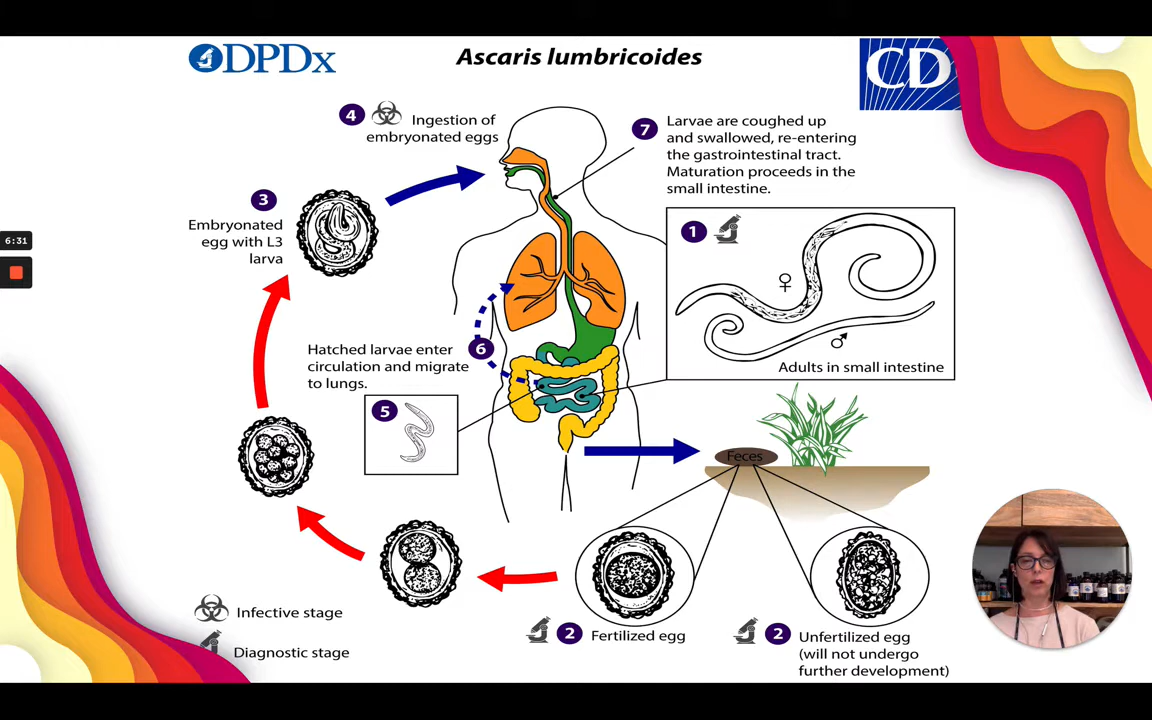 DPDx
Ascaris lumbricoides
CD
4
Ingestion of
embryonated eggs
7
Larvae are coughed up
and swallowed, re-entering
the gastrointestinal tract.
Maturation proceeds in the
small intestine.
3
Embryonated
egg with L3
larva
1
♀
♂
Adults in small intestine
6:31
6
Hatched larvae enter
circulation and migrate
to lungs.
5
Feces
2
Fertilized egg
2
Unfertilized egg
(will not undergo
further development)
Infective stage
Diagnostic stage